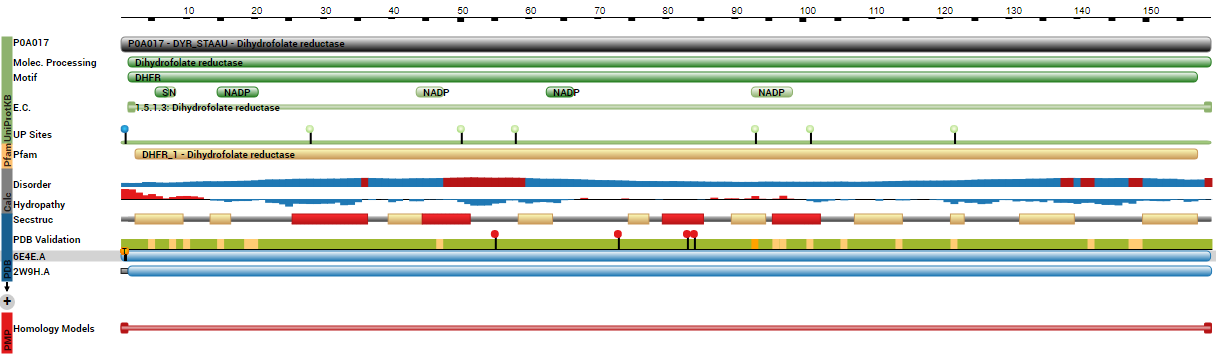 10 20 30 40 50 60 70 80 90 100 110 120 130 140 150
P0A017 P0A017 - DYR_STAAU - Dihydrofolate reductase
Molec. Processing Dihydrofolate reductase
Motif DHFR
SN NADP NADP NADP NADP
E.C. 1.5.1.3: Dihydrofolate reductase
UniProtKB
UP Sites
Pfam
Pfam DHFR_1 - Dihydrofolate reductase
Disorder
Calc
Hydropathy
Secstruc
PDB Validation
T
6E4E.A
PDB
2W9H.A
+
PMP
Homology Models